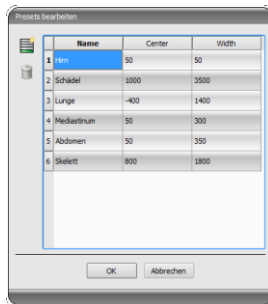 Presets bearbeiten
Name Center Width
1 Hirn 50 50
2 Schädel 1000 3500
3 Lunge -400 1400
4 Mediastinum 50 300
5 Abdomen 50 350
6 Skelett 800 1800
OK Abbrechen